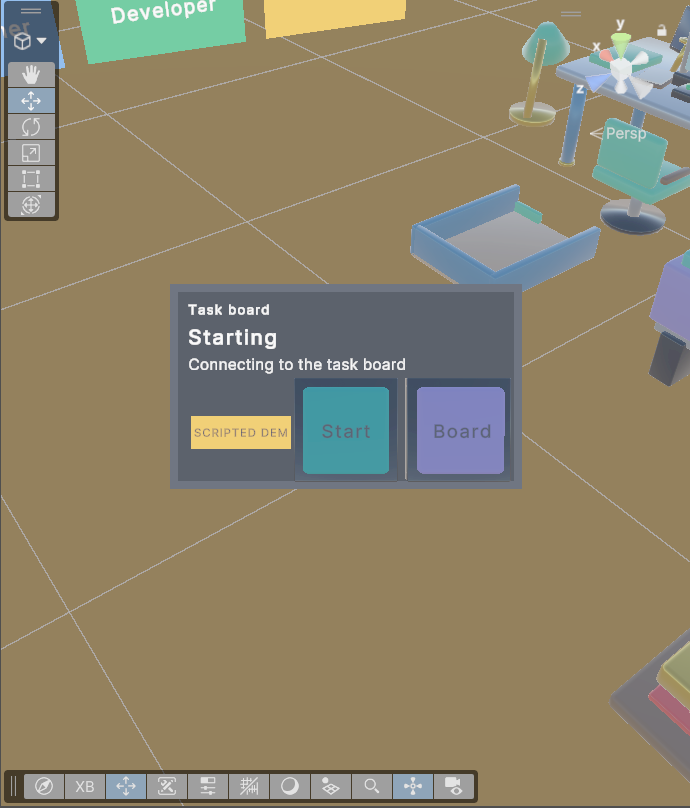 Developer
y
x
z
Persp
Task board
Starting
Connecting to the task board
SCRIPTED DEM
Start
Board
XB